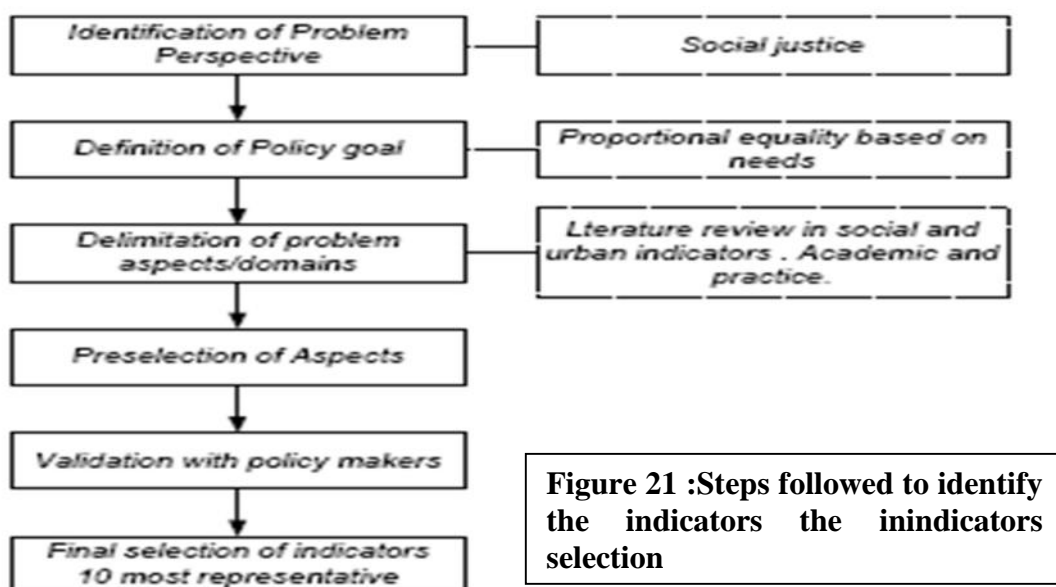 Identification of Problem
Perspective
Social justice
Definition of Policy goal
Proportional equality based on
needs
Delimitation of problem
aspects/domains
Lterature review in social and
urban indicators . Academic and
practice.
Preselection of Aspects
Validation with policy makers
Final selection of indicators
10 most representative
Figure 21 :Steps followed to identify
the indicators the inindicators
selection